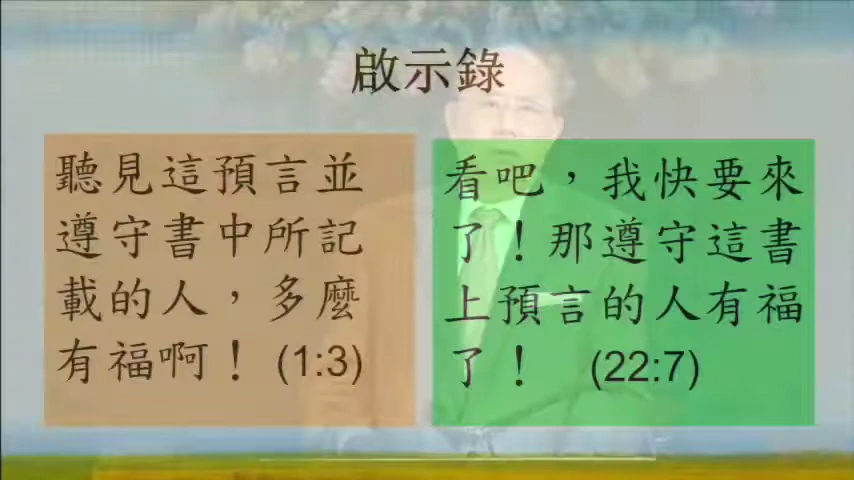 啟示錄
聽見這預言並
遵守書中所記
載的人，多麼
有福啊！ (1:3)
看吧，我快要來
了！那遵守這書
上預言的人有福
了！ (22:7)